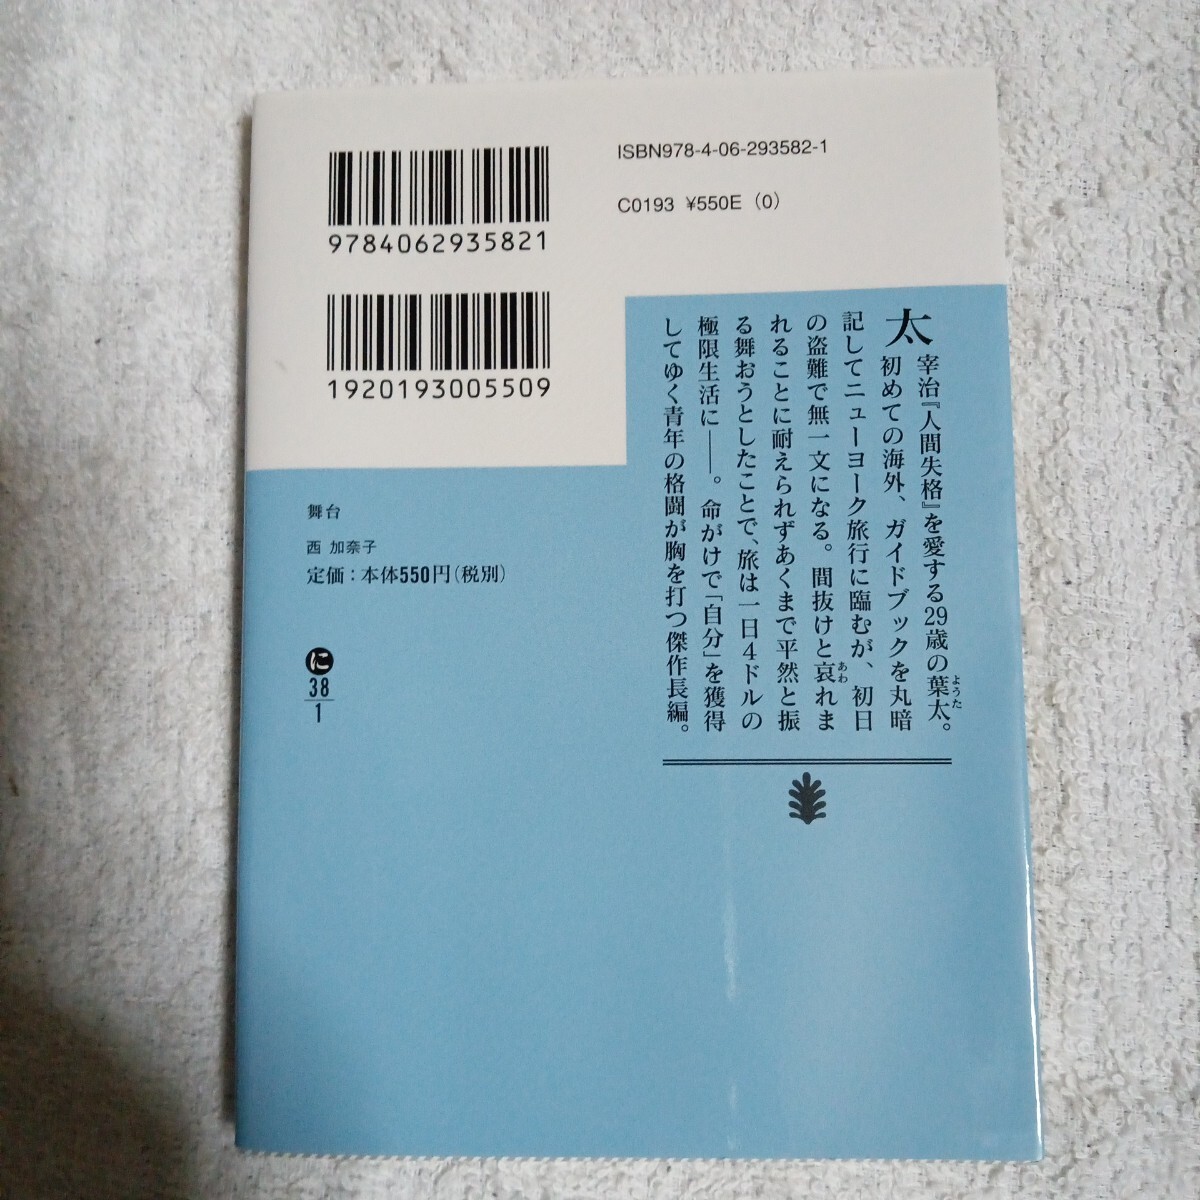 ISBN978-4-06-293582-1
C0193 ¥550E (0)
9784062935821
1920193005509
太宰治『人間失格』を愛する29歳の葉太。
ようた
初めての海外、ガイドブックを丸暗
記してニューヨーク旅行に臨むが、初日
の盗難で無一文になる。間抜けと哀れま
あわ
れることに耐えられずあくまで平然と振
る舞おうとしたことで、旅は一日4ドルの
極限生活に――。命がけで「自分」を獲得
してゆく青年の格闘が胸を打つ傑作長編。
舞台
西 加奈子
定価：本体550円（税別）
に
38
1